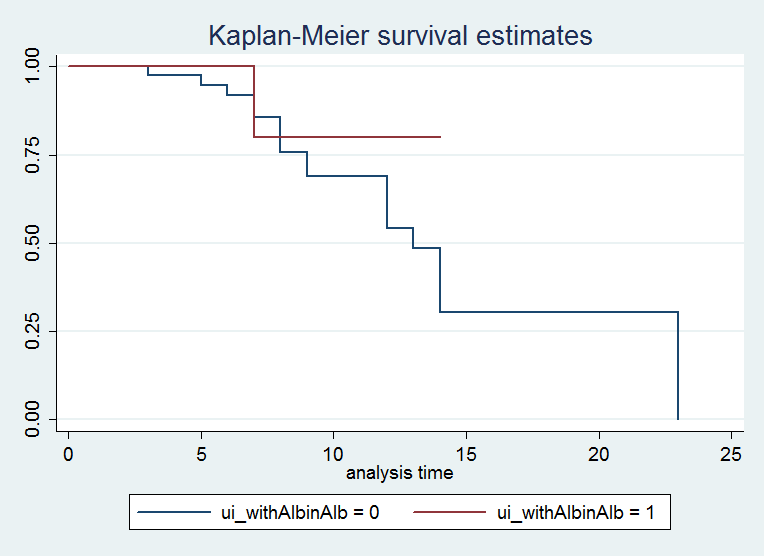 Kaplan-Meier survival estimates
1.00
0.75
0.50
0.25
0.00
0 5 10 15 20 25
analysis time
ui_withAlbinAlb = 0 ui_withAlbinAlb = 1